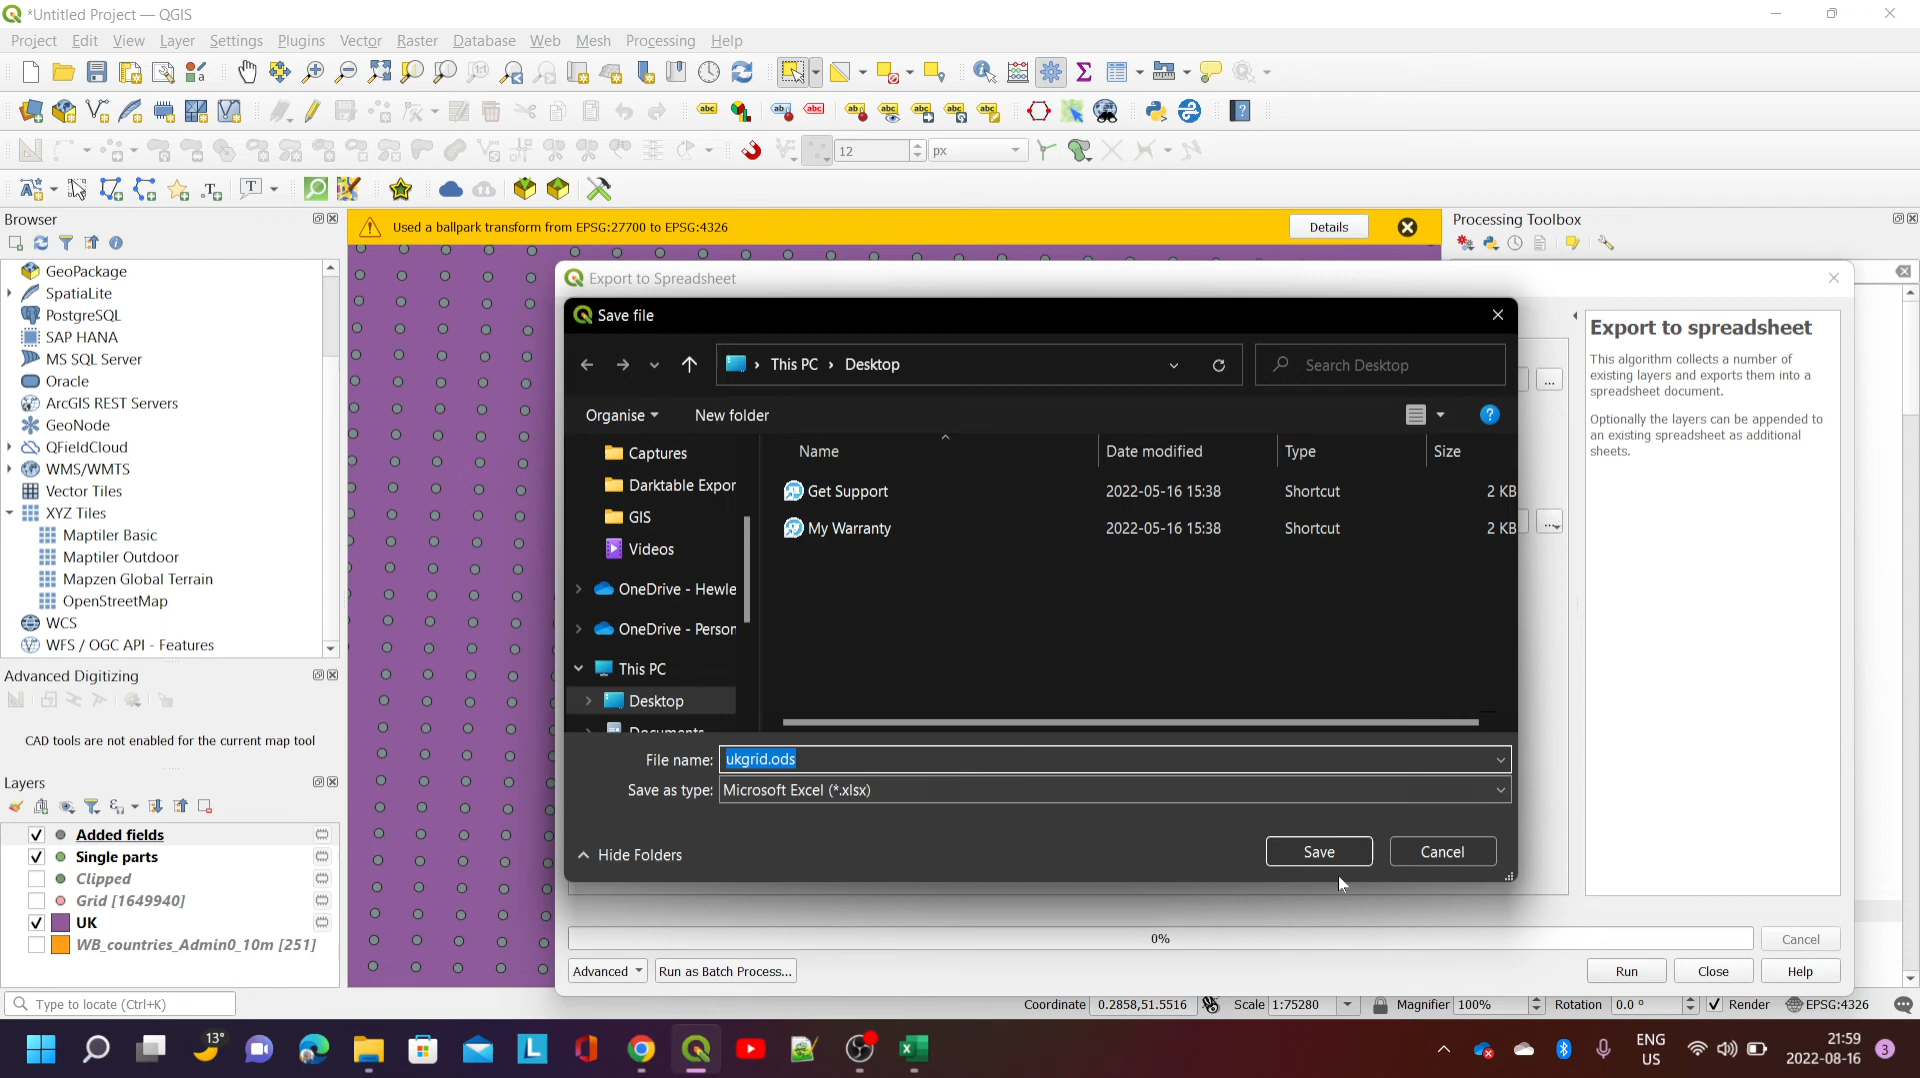 *Untitled Project — QGIS
Project Edit View Layer Settings Plugins Vector Raster Database Web Mesh Processing Help
12 px
Browser
GeoPackage
SpatiaLite
PostgreSQL
SAP HANA
MS SQL Server
Oracle
ArcGIS REST Servers
GeoNode
QFieldCloud
WMS/WMTS
Vector Tiles
XYZ Tiles
Maptiler Basic
Maptiler Outdoor
Mapzen Global Terrain
OpenStreetMap
WCS
WFS / OGC API - Features
Advanced Digitizing
CAD tools are not enabled for the current map tool
Layers
Added fields
Single parts
Clipped
Grid [1649940]
UK
WB_countries_Admin0_10m [251]
Used a ballpark transform from EPSG:27700 to EPSG:4326 Details
Processing Toolbox
Export to Spreadsheet
Save file
This PC › Desktop
Search Desktop
Organise New folder
Captures
Darktable Expor
GIS
Videos
OneDrive - Hewle
OneDrive - Person
This PC
Desktop
Documents
Name Date modified Type Size
Get Support 2022-05-16 15:38 Shortcut 2 KB
My Warranty 2022-05-16 15:38 Shortcut 2 KB
File name: ukgrid.ods
Save as type: Microsoft Excel (*.xlsx)
Hide Folders Save Cancel
Export to spreadsheet
This algorithm collects a number of
existing layers and exports them into a
spreadsheet document.
Optionally the layers can be appended to
an existing spreadsheet as additional
sheets.
0% Cancel
Advanced Run as Batch Process... Run Close Help
Type to locate (Ctrl+K) Coordinate 0.2858,51.5516 Scale 1:75280 Magnifier 100% Rotation 0.0 ° Render EPSG:4326
13°
ENG
US
21:59
2022-08-16
3